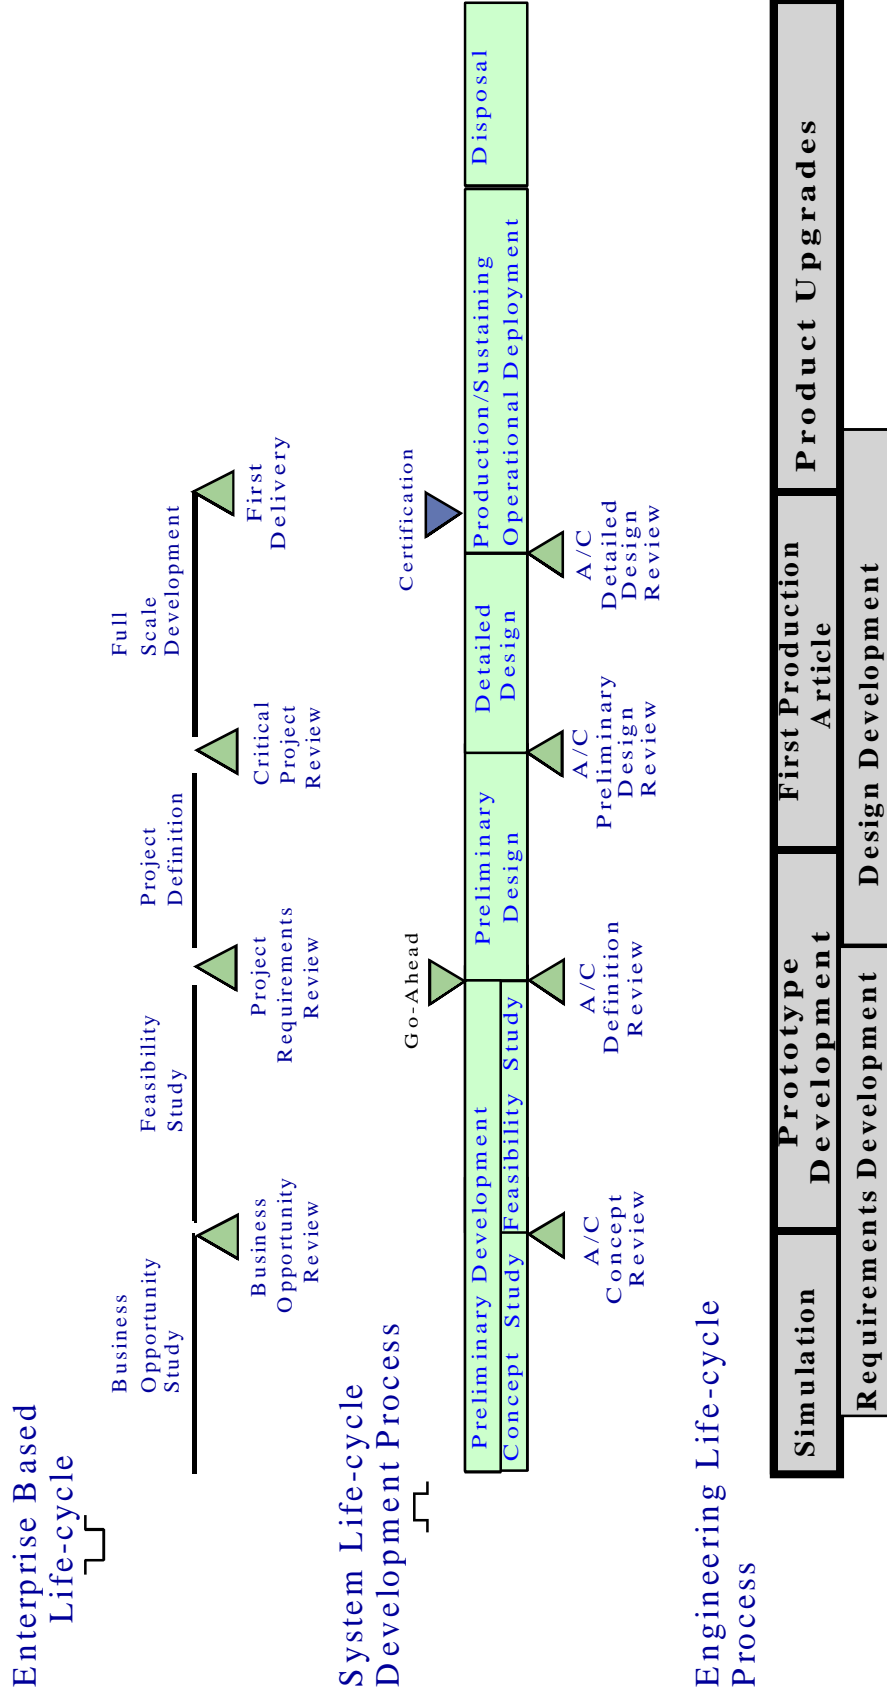 Enterprise Based
Life-cycle
Business
Opportunity
Study
Feasibility
Study
Project
Definition
Full
Scale
Development
Business
Opportunity
Review
Project
Requirements
Review
Critical
Project
Review
First
Delivery
System Life-cycle
Development Process
Go-Ahead
Certification
Preliminary Development
Concept Study
Feasibility Study
Preliminary
Design
Detailed
Design
Production/Sustaining
Operational Deployment
Disposal
A/C
Concept
Review
A/C
Definition
Review
A/C
Preliminary
Design
Review
A/C
Detailed
Design
Review
Engineering Life-cycle
Process
Simulation
Prototype
Development
First Production
Article
Product Upgrades
Requirements Development
Design Development